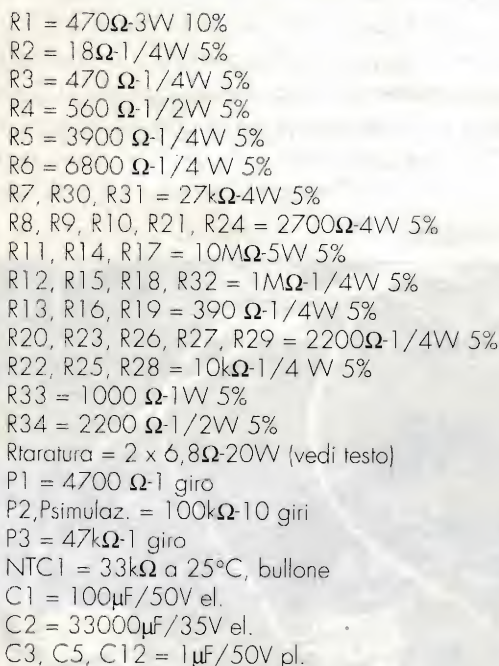 R1 = 470Ω-3W 10%
R2 = 18Ω-1/4W 5%
R3 = 470 Ω-1/4W 5%
R4 = 560 Ω-1/2W 5%
R5 = 3900 Ω-1/4W 5%
R6 = 6800 Ω-1/4 W 5%
R7, R30, R31 = 27kΩ-4W 5%
R8, R9, R10, R21, R24 = 2700Ω-4W 5%
R11, R14, R17 = 10MΩ-5W 5%
R12, R15, R18, R32 = 1MΩ-1/4W 5%
R13, R16, R19 = 390 Ω-1/4W 5%
R20, R23, R26, R27, R29 = 2200Ω-1/4W 5%
R22, R25, R28 = 10kΩ-1/4 W 5%
R33 = 1000 Ω-1W 5%
R34 = 2200 Ω-1/2W 5%
Rtaratura = 2 x 6,8Ω-20W (vedi testo)
P1 = 4700 Ω-1 giro
P2,Psimulaz. = 100kΩ-10 giri
P3 = 47kΩ-1 giro
NTC1 = 33kΩ a 25°C, bullone
C1 = 100µF/50V el.
C2 = 33000µF/35V el.
C3, C5, C12 = 1µF/50V pl.